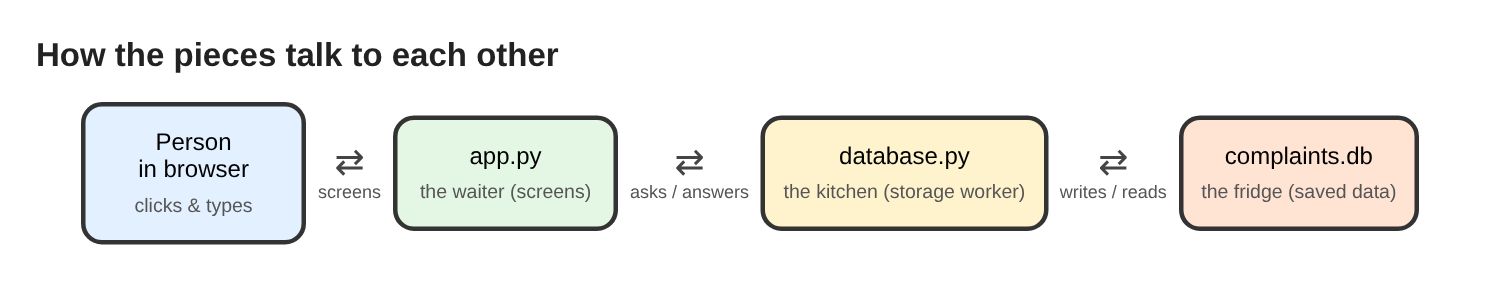 How the pieces talk to each other
Person
in browser
clicks & types
⇄
screens
app.py
the waiter (screens)
⇄
asks / answers
database.py
the kitchen (storage worker)
⇄
writes / reads
complaints.db
the fridge (saved data)